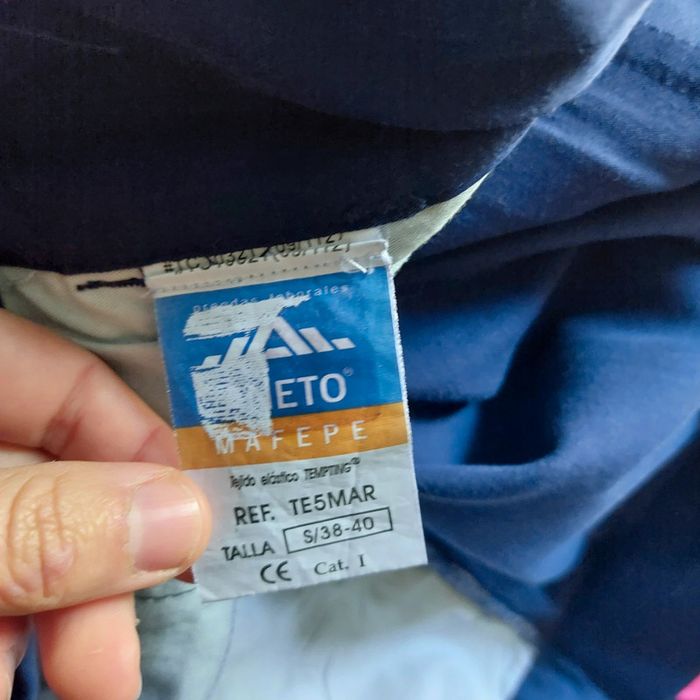 prendas laborales
ETO®
MAFEPE
Tejido elástico TEMPTING®
REF. TE5MAR
TALLA S/38-40
CE Cat. I